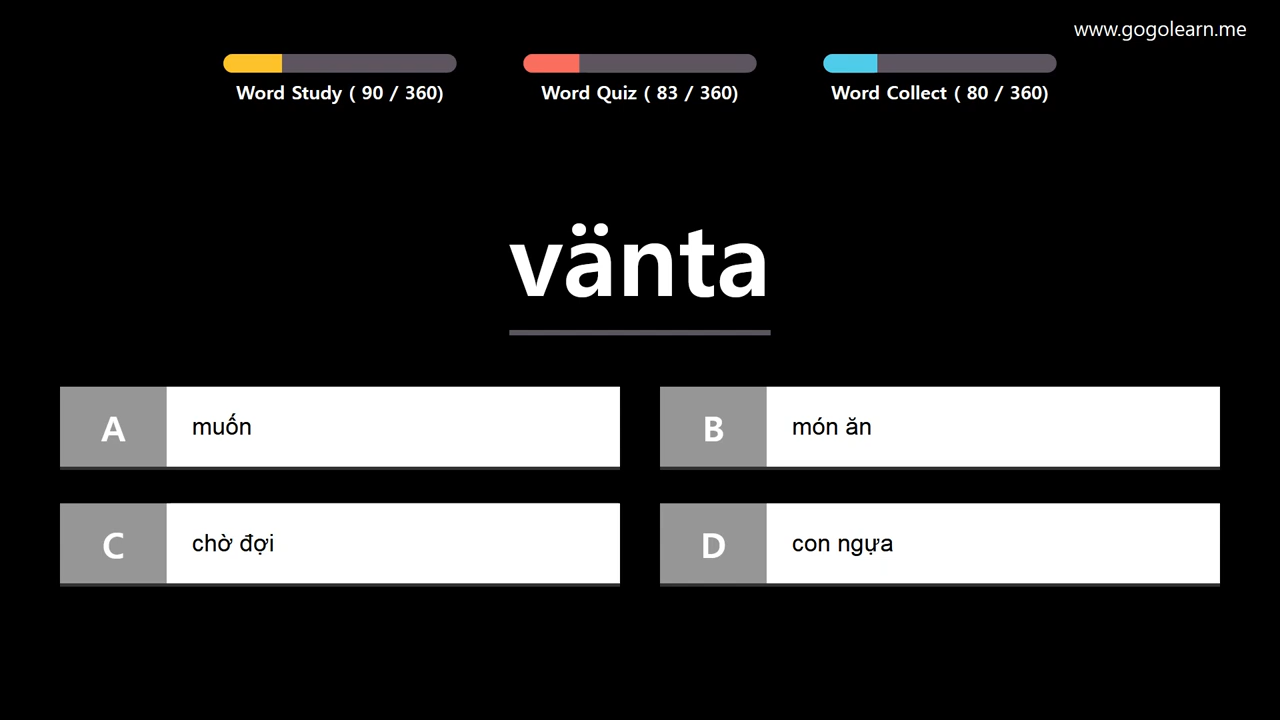 www.gogolearn.me
Word Study ( 90 / 360)
Word Quiz ( 83 / 360)
Word Collect ( 80 / 360)
vänta
A muốn
B món ăn
C chờ đợi
D con ngựa